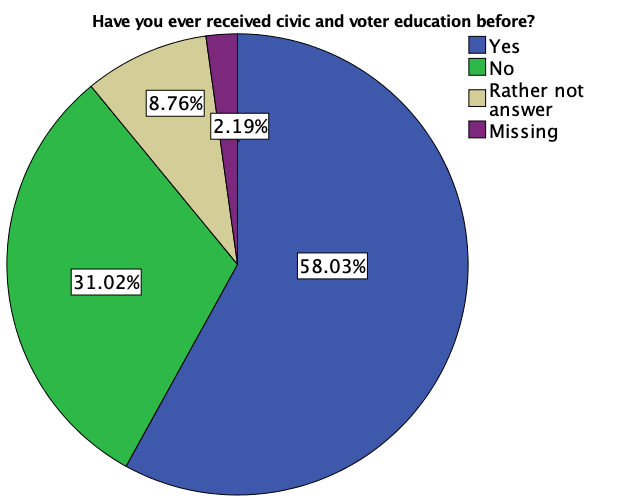 Have you ever received civic and voter education before?
Yes
No
Rather not
answer
Missing
8.76%
2.19%
58.03%
31.02%